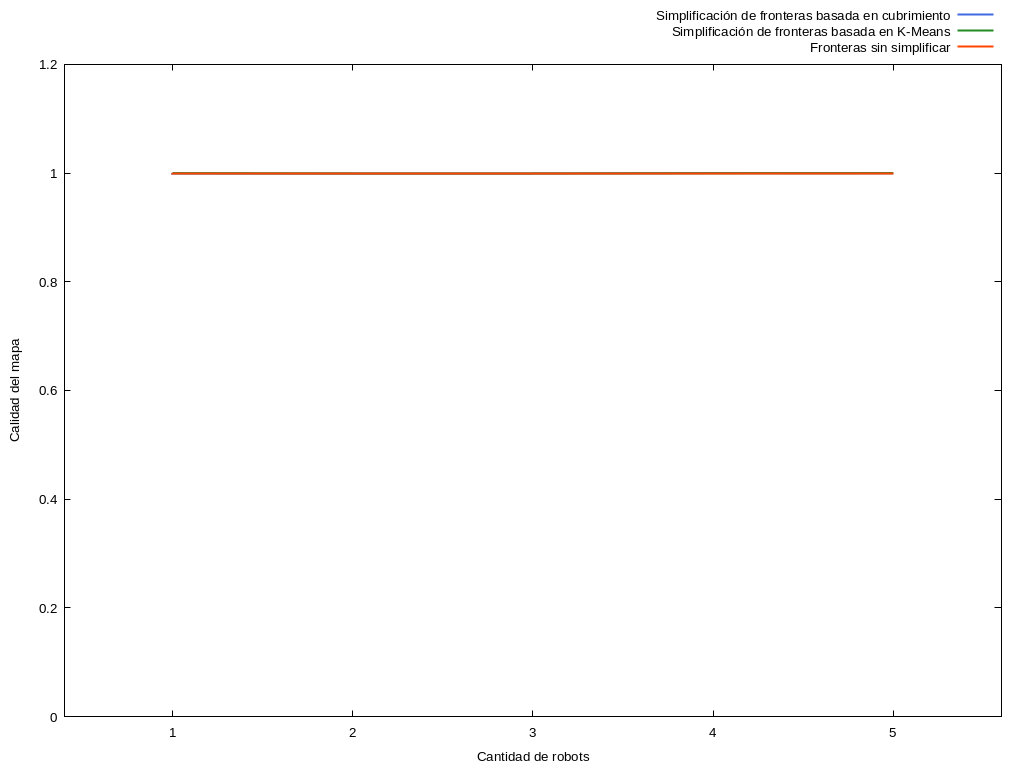 Simplificación de fronteras basada en cubrimiento
Simplificación de fronteras basada en K-Means
Fronteras sin simplificar
1.2
1
0.8
0.6
0.4
0.2
0
Calidad del mapa
1 2 3 4 5
Cantidad de robots